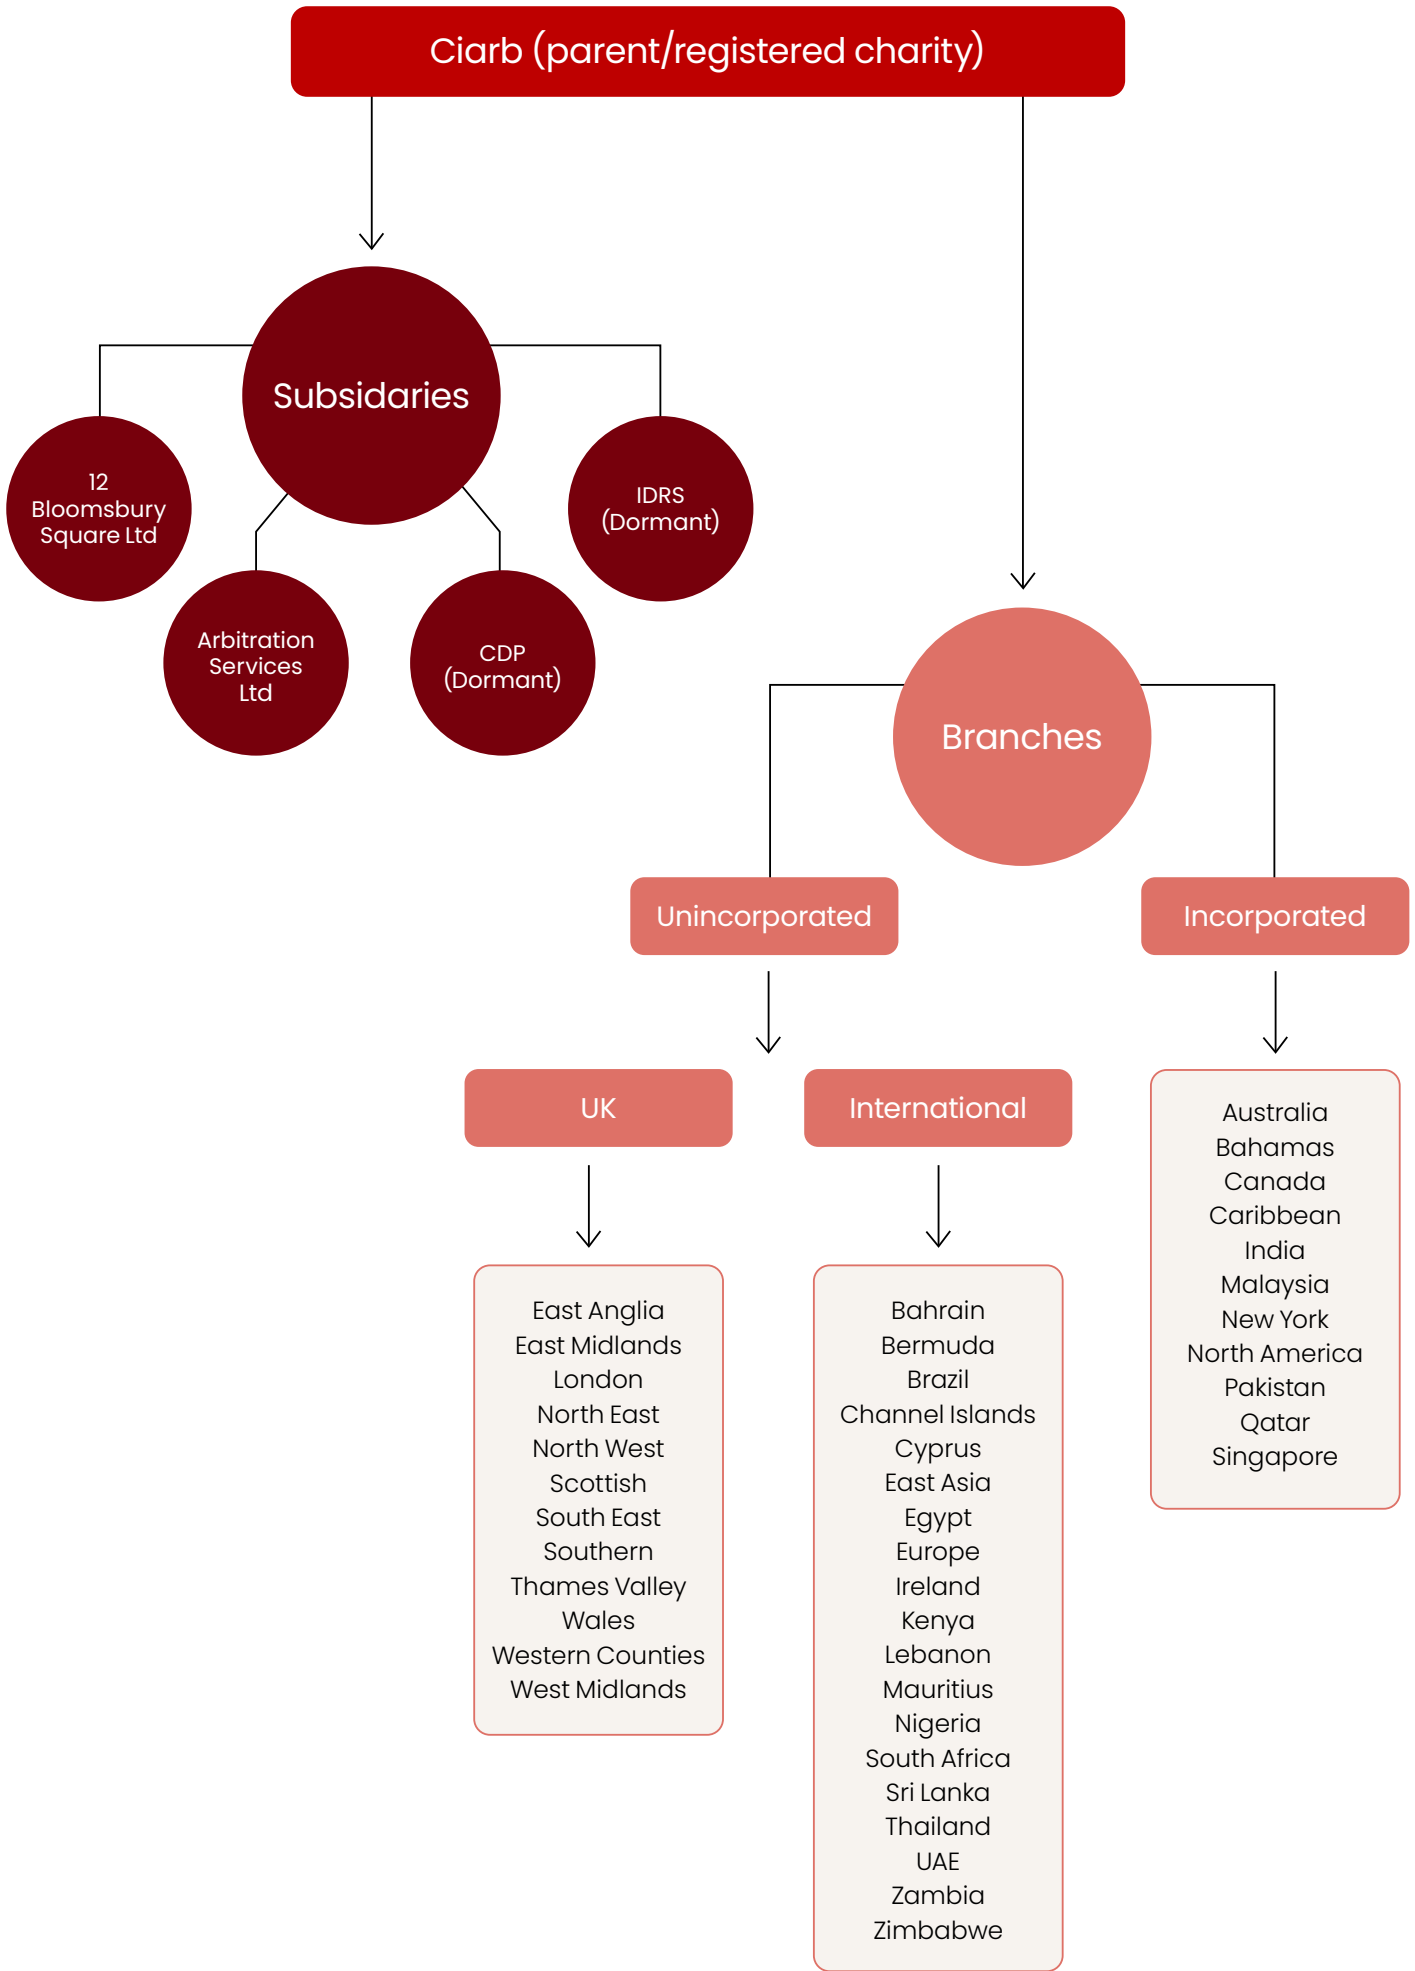 Ciarb (parent/registered charity)
Subsidaries
12
Bloomsbury
Square Ltd
Arbitration
Services
Ltd
CDP
(Dormant)
IDRS
(Dormant)
Branches
Unincorporated
Incorporated
UK
International
East Anglia
East Midlands
London
North East
North West
Scottish
South East
Southern
Thames Valley
Wales
Western Counties
West Midlands
Bahrain
Bermuda
Brazil
Channel Islands
Cyprus
East Asia
Egypt
Europe
Ireland
Kenya
Lebanon
Mauritius
Nigeria
South Africa
Sri Lanka
Thailand
UAE
Zambia
Zimbabwe
Australia
Bahamas
Canada
Caribbean
India
Malaysia
New York
North America
Pakistan
Qatar
Singapore